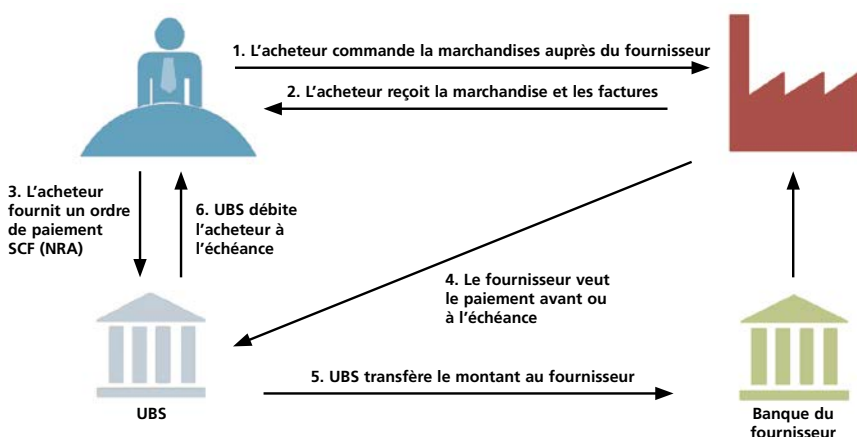 1. L'acheteur commande la marchandises auprès du fournisseur
2. L'acheteur reçoit la marchandise et les factures
3. L'acheteur
fournit un ordre
de paiement
SCF (NRA)
6. UBS débite
l'acheteur à
l'échéance
4. Le fournisseur veut
le paiement avant ou
à l'échéance
5. UBS transfère le montant au fournisseur
UBS
Banque du
fournisseur